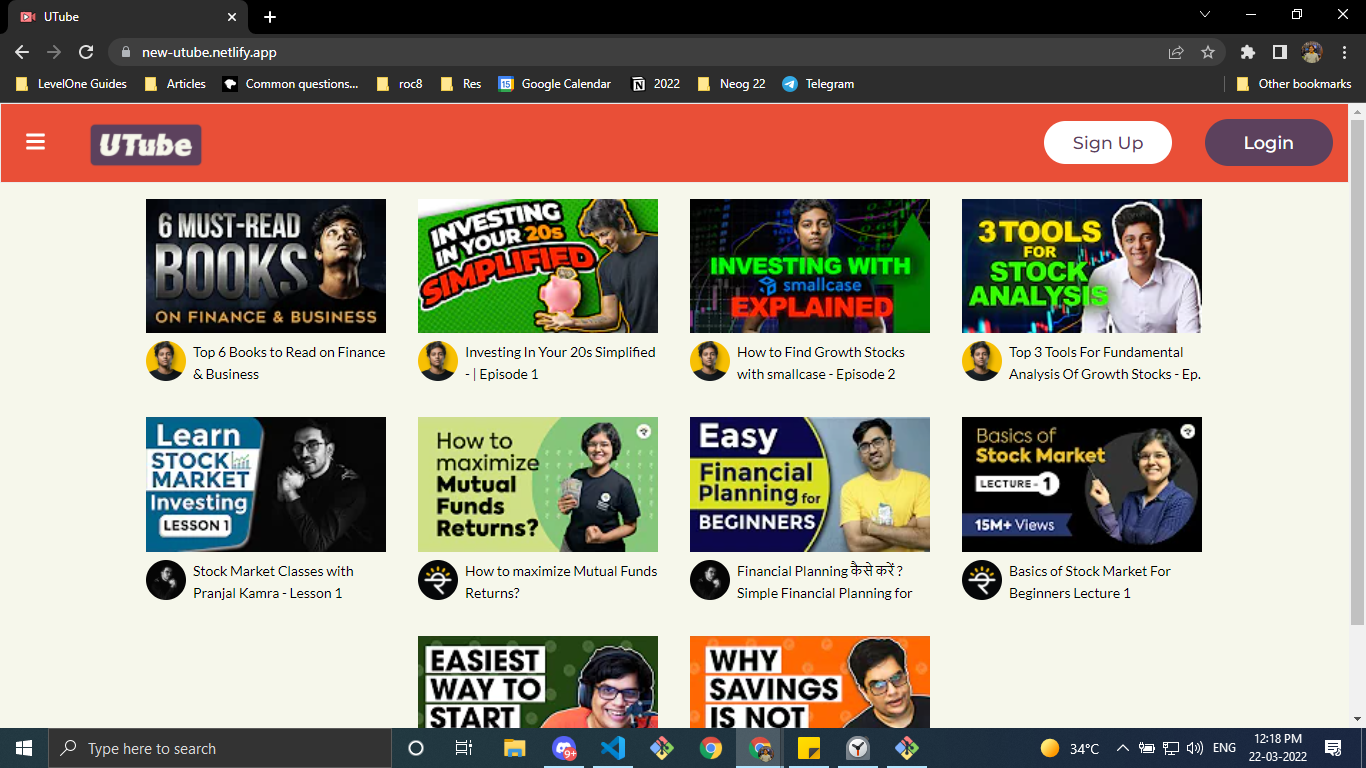 UTube
new-utube.netlify.app
LevelOne Guides
Articles
Common questions...
roc8
Res
15
Google Calendar
2022
Neog 22
Telegram
Other bookmarks
UTube
Sign Up
Login
6 MUST-READ
BOOKS
ON FINANCE & BUSINESS
INVESTING
IN YOUR 20s
SIMPLIFIED
INVESTING WITH
smallcase
EXPLAINED
3 TOOLS
FOR
STOCK
ANALYSIS
Top 6 Books to Read on Finance
& Business
Investing In Your 20s Simplified
- | Episode 1
How to Find Growth Stocks
with smallcase - Episode 2
Top 3 Tools For Fundamental
Analysis Of Growth Stocks - Ep.
Learn
STOCK
MARKET
Investing
LESSON 1
How to
maximize
Mutual
Funds
Returns?
Easy
Financial
Planning for
BEGINNERS
Basics of
Stock Market
LECTURE - 1
15M+ Views
Stock Market Classes with
Pranjal Kamra - Lesson 1
How to maximize Mutual Funds
Returns?
Financial Planning कैसे करें ?
Simple Financial Planning for
Basics of Stock Market For
Beginners Lecture 1
EASIEST
WAY TO
START
WHY
SAVINGS
IS NOT
Type here to search
9+
34°C
ENG
12:18 PM
22-03-2022